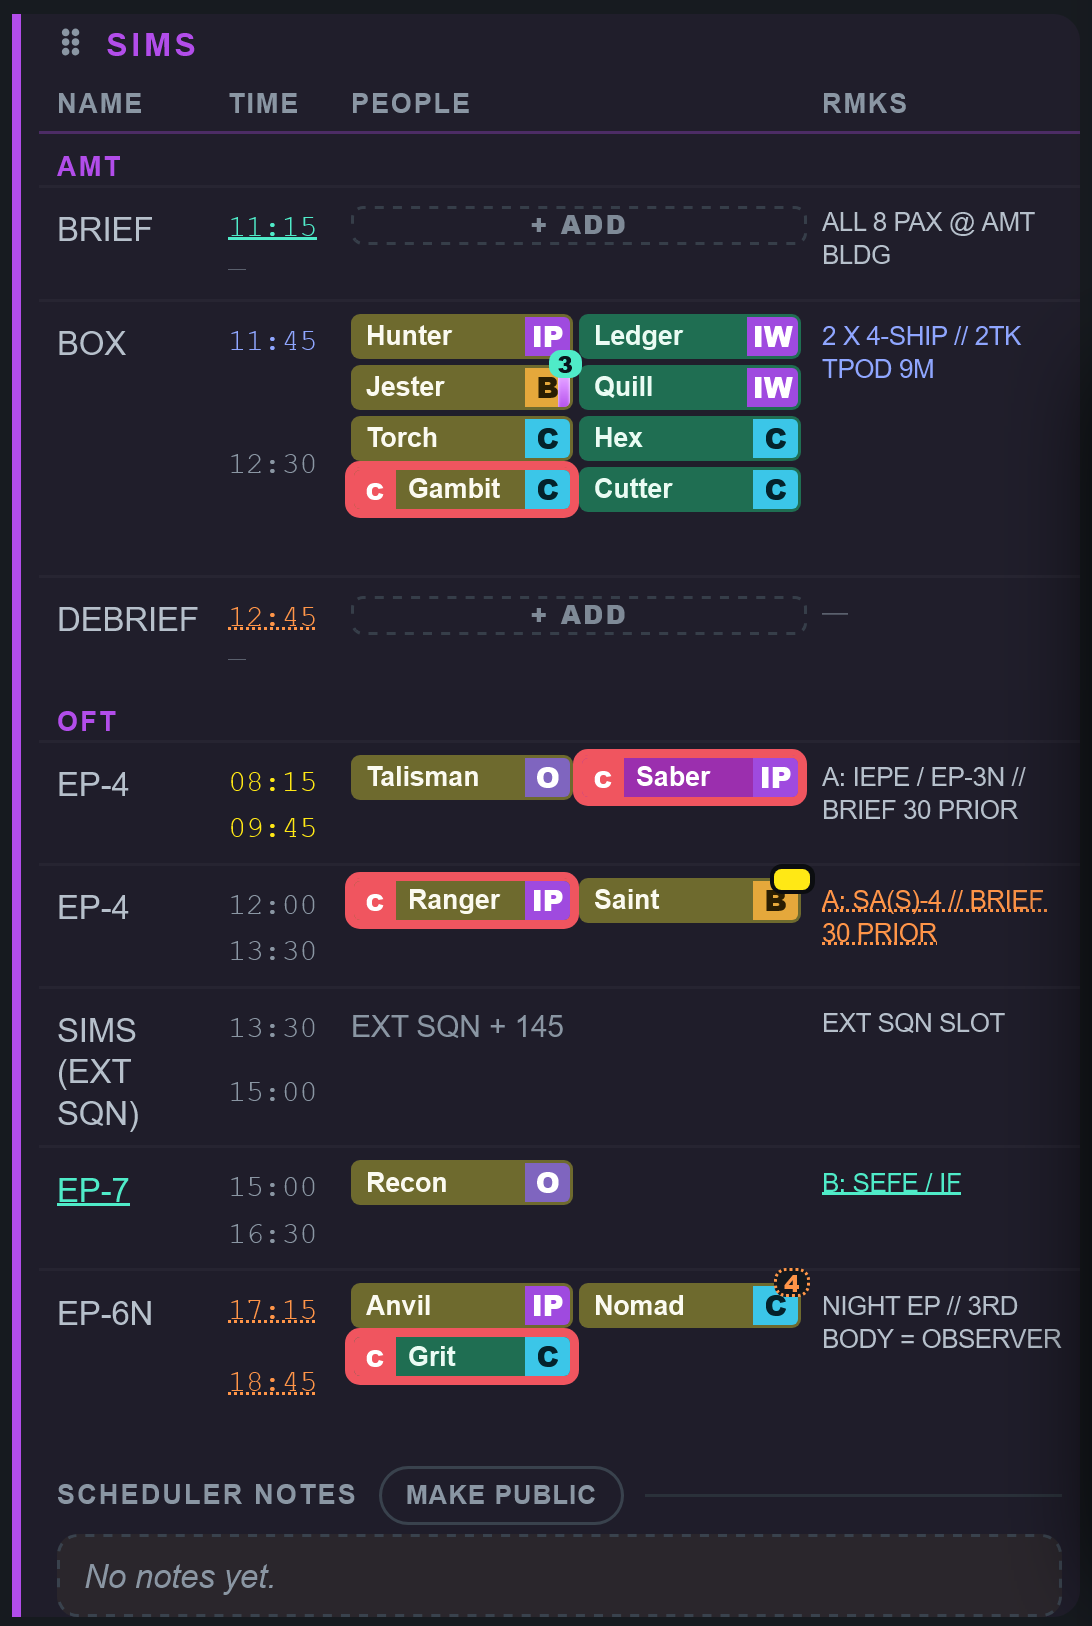 SIMS
NAME TIME PEOPLE RMKS
AMT
BRIEF 11:15 + ADD ALL 8 PAX @ AMT
— BLDG
BOX 11:45 Hunter IP Ledger IW 2 X 4-SHIP // 2TK
3
Jester B Quill IW TPOD 9M
Torch C Hex C
12:30
c Gambit C Cutter C
DEBRIEF 12:45 + ADD —
—
OFT
EP-4 08:15 Talisman O c Saber IP A: IEPE / EP-3N //
09:45 BRIEF 30 PRIOR
EP-4 12:00 c Ranger IP Saint B A: SA(S)-4 // BRIEF
13:30 30 PRIOR
SIMS 13:30 EXT SQN + 145 EXT SQN SLOT
(EXT
15:00
SQN)
EP-7 15:00 Recon O B: SEFE / IF
16:30
4
EP-6N 17:15 Anvil IP Nomad C NIGHT EP // 3RD
c Grit C BODY = OBSERVER
18:45
SCHEDULER NOTES MAKE PUBLIC
No notes yet.